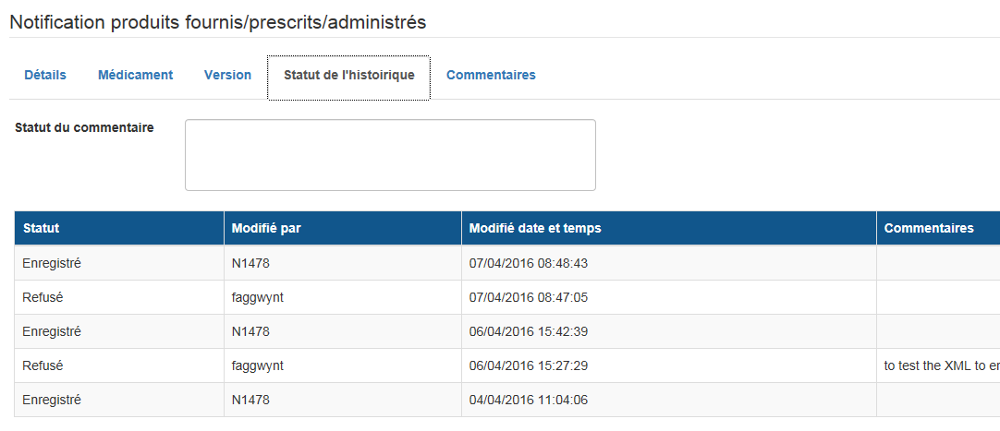 Notification produits fournis/prescrits/administrés
Détails Médicament Version Statut de l'histoirique Commentaires
Statut du commentaire
Statut Modifié par Modifié date et temps Commentaires
Enregistré N1478 07/04/2016 08:48:43
Refusé faggwynt 07/04/2016 08:47:05
Enregistré N1478 06/04/2016 15:42:39
Refusé faggwynt 06/04/2016 15:27:29 to test the XML to
Enregistré N1478 04/04/2016 11:04:06